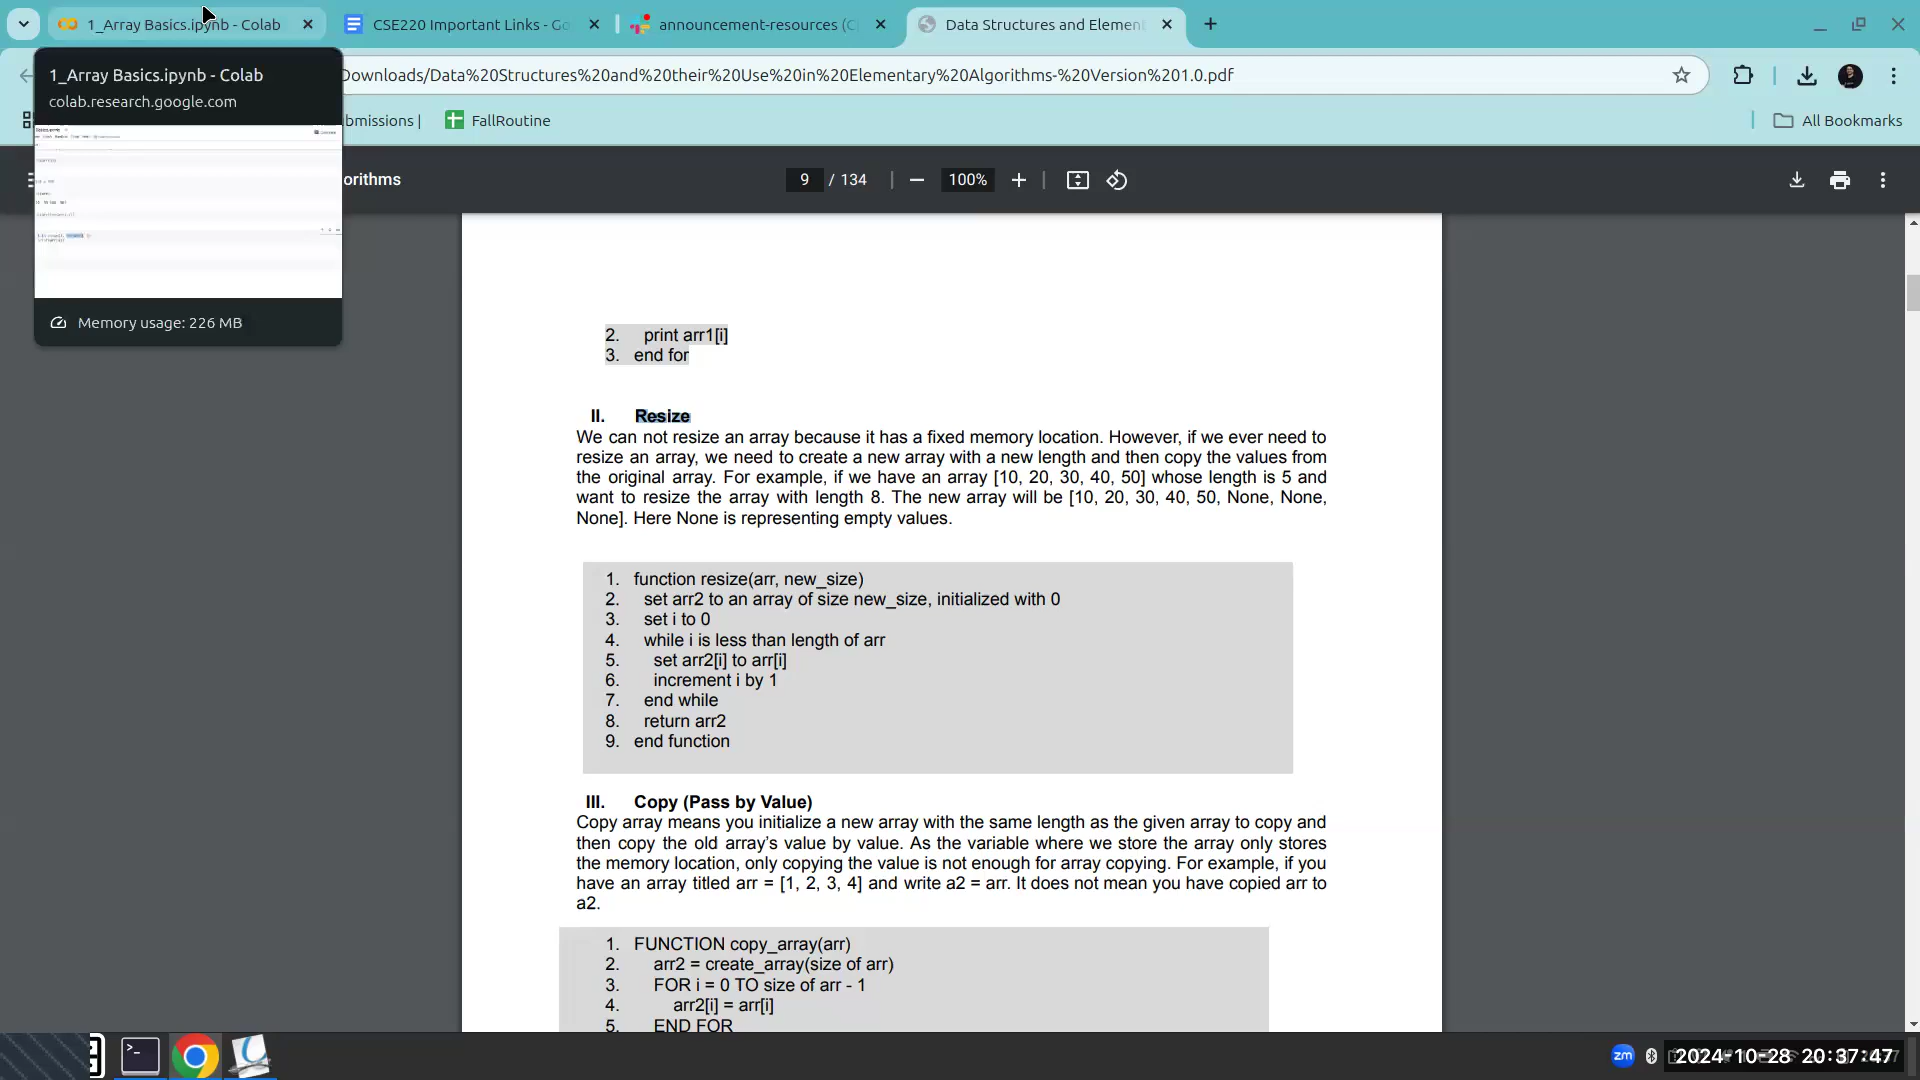 1_Array Basics.ipynb - Colab
CSE220 Important Links - Go
announcement-resources (C
Data Structures and Elemen
1_Array Basics.ipynb - Colab
colab.research.google.com
Memory usage: 226 MB
Downloads/Data%20Structures%20and%20their%20Use%20in%20Elementary%20Algorithms-%20Version%201.0.pdf
bmissions |
FallRoutine
All Bookmarks
orithms
9 / 134
100%
2. print arr1[i]
3. end for
II. Resize
We can not resize an array because it has a fixed memory location. However, if we ever need to
resize an array, we need to create a new array with a new length and then copy the values from
the original array. For example, if we have an array [10, 20, 30, 40, 50] whose length is 5 and
want to resize the array with length 8. The new array will be [10, 20, 30, 40, 50, None, None,
None]. Here None is representing empty values.
1. function resize(arr, new_size)
2. set arr2 to an array of size new_size, initialized with 0
3. set i to 0
4. while i is less than length of arr
5. set arr2[i] to arr[i]
6. increment i by 1
7. end while
8. return arr2
9. end function
III. Copy (Pass by Value)
Copy array means you initialize a new array with the same length as the given array to copy and
then copy the old array's value by value. As the variable where we store the array only stores
the memory location, only copying the value is not enough for array copying. For example, if you
have an array titled arr = [1, 2, 3, 4] and write a2 = arr. It does not mean you have copied arr to
a2.
1. FUNCTION copy_array(arr)
2. arr2 = create_array(size of arr)
3. FOR i = 0 TO size of arr - 1
4. arr2[i] = arr[i]
5. END FOR
zm
2024-10-28 20:37:47